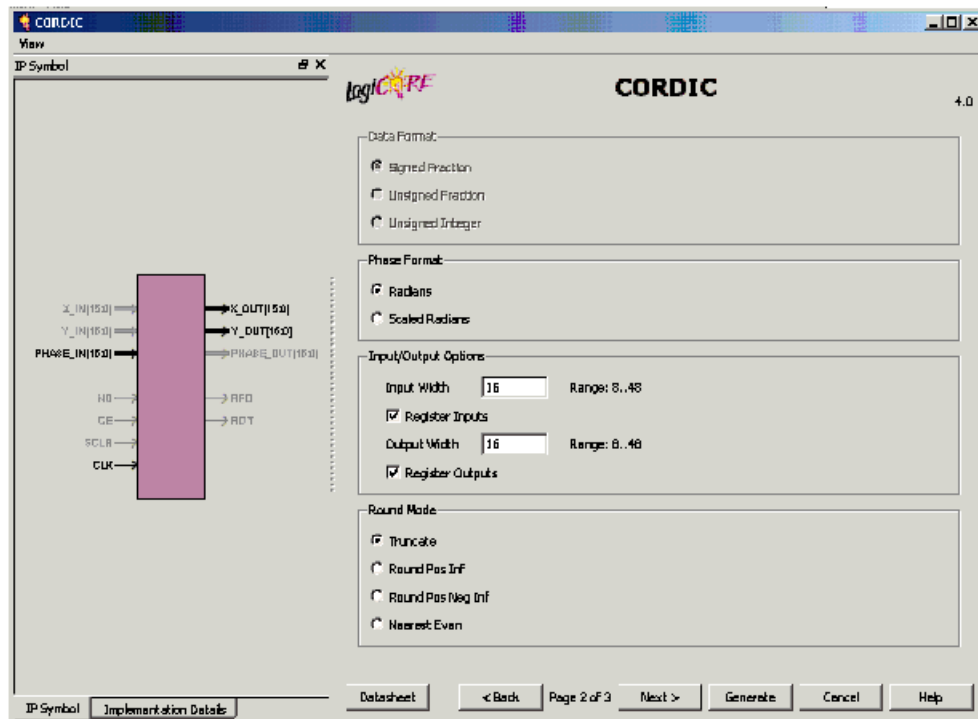 CORDIC
View
IP Symbol
LogiCORE
CORDIC
4.0
Data Format
Signed Fraction
Unsigned Fraction
Unsigned Integer
Phase Format
Radians
Scaled Radians
X_IN[15:0]
X_OUT[15:0]
Y_IN[15:0]
Y_OUT[15:0]
PHASE_IN[15:0]
PHASE_OUT[15:0]
ND
RFD
CE
RDY
SCLR
CLK
Input/Output Options
Input Width
16
Range: 8..48
Register Inputs
Output Width
16
Range: 8..48
Register Outputs
Round Mode
Truncate
Round Pos Inf
Round Pos Neg Inf
Nearest Even
IP Symbol
Implementation Details
Datasheet
< Back
Page 2 of 3
Next >
Generate
Cancel
Help